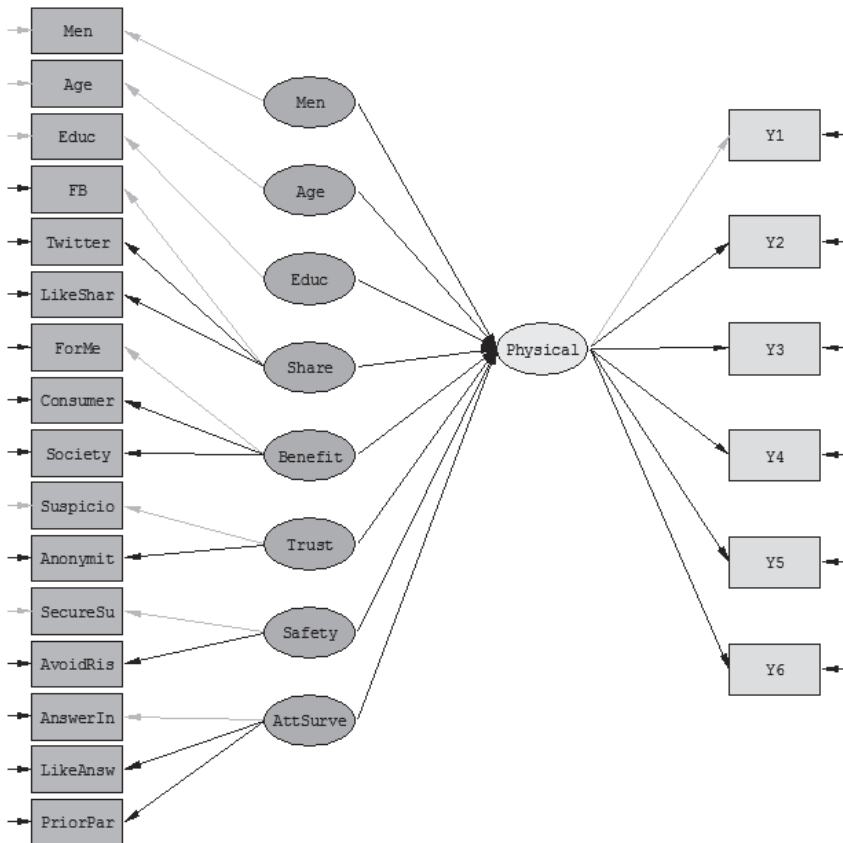 Men
Age
Educ
FB
Twitter
LikeShar
ForMe
Consumer
Society
Suspicio
Anonymit
SecureSu
AvoidRis
AnswerIn
LikeAnsw
PriorPar
Men
Age
Educ
Share
Benefit
Trust
Safety
AttSurve
Physical
Y1
Y2
Y3
Y4
Y5
Y6